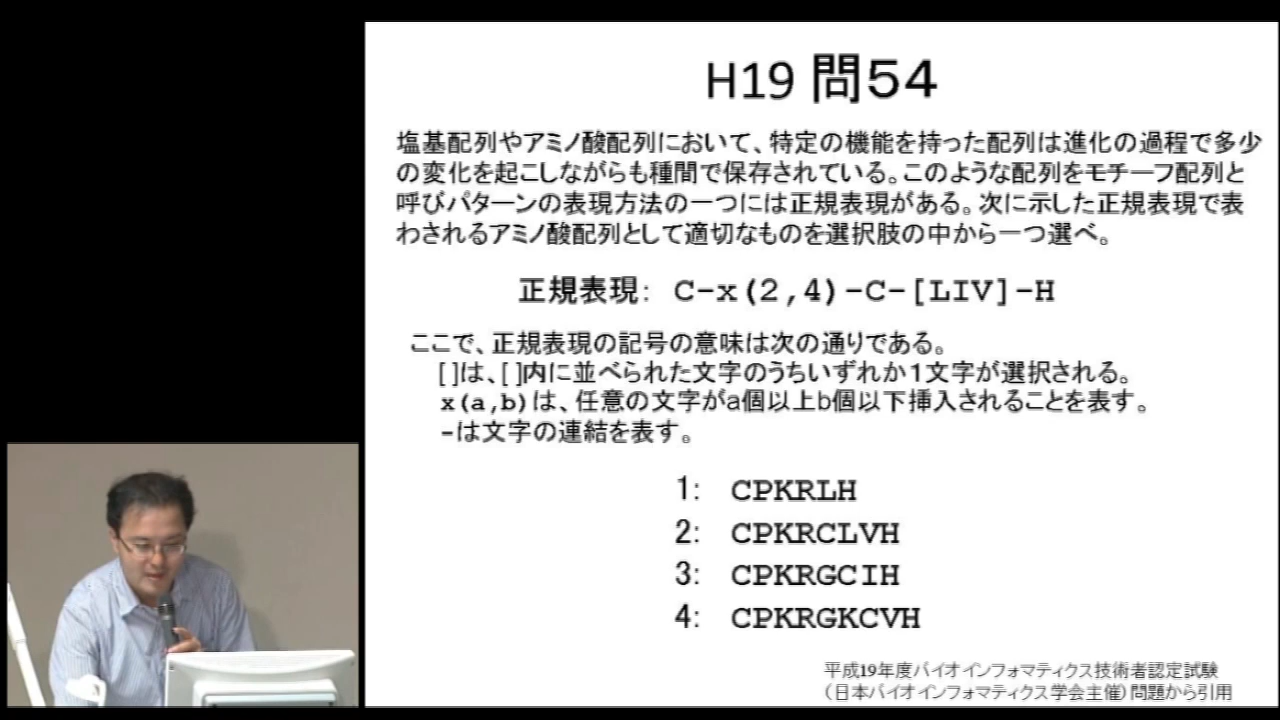 H19 問５４
塩基配列やアミノ酸配列において、特定の機能を持った配列は進化の過程で多少
の変化を起こしながらも種間で保存されている。このような配列をモチーフ配列と
呼びパターンの表現方法の一つには正規表現がある。次に示した正規表現で表
わされるアミノ酸配列として適切なものを選択肢の中から一つ選べ。
正規表現： C-x(2,4)-C-[LIV]-H
ここで、正規表現の記号の意味は次の通りである。
[ ]は、[ ]内に並べられた文字のうちいずれか１文字が選択される。
x(a,b)は、任意の文字がa個以上b個以下挿入されることを表す。
-は文字の連結を表す。
1: CPKRLH
2: CPKRCLVH
3: CPKRGCIH
4: CPKRGKCVH
平成19年度バイオインフォマティクス技術者認定試験
（日本バイオインフォマティクス学会主催）問題から引用